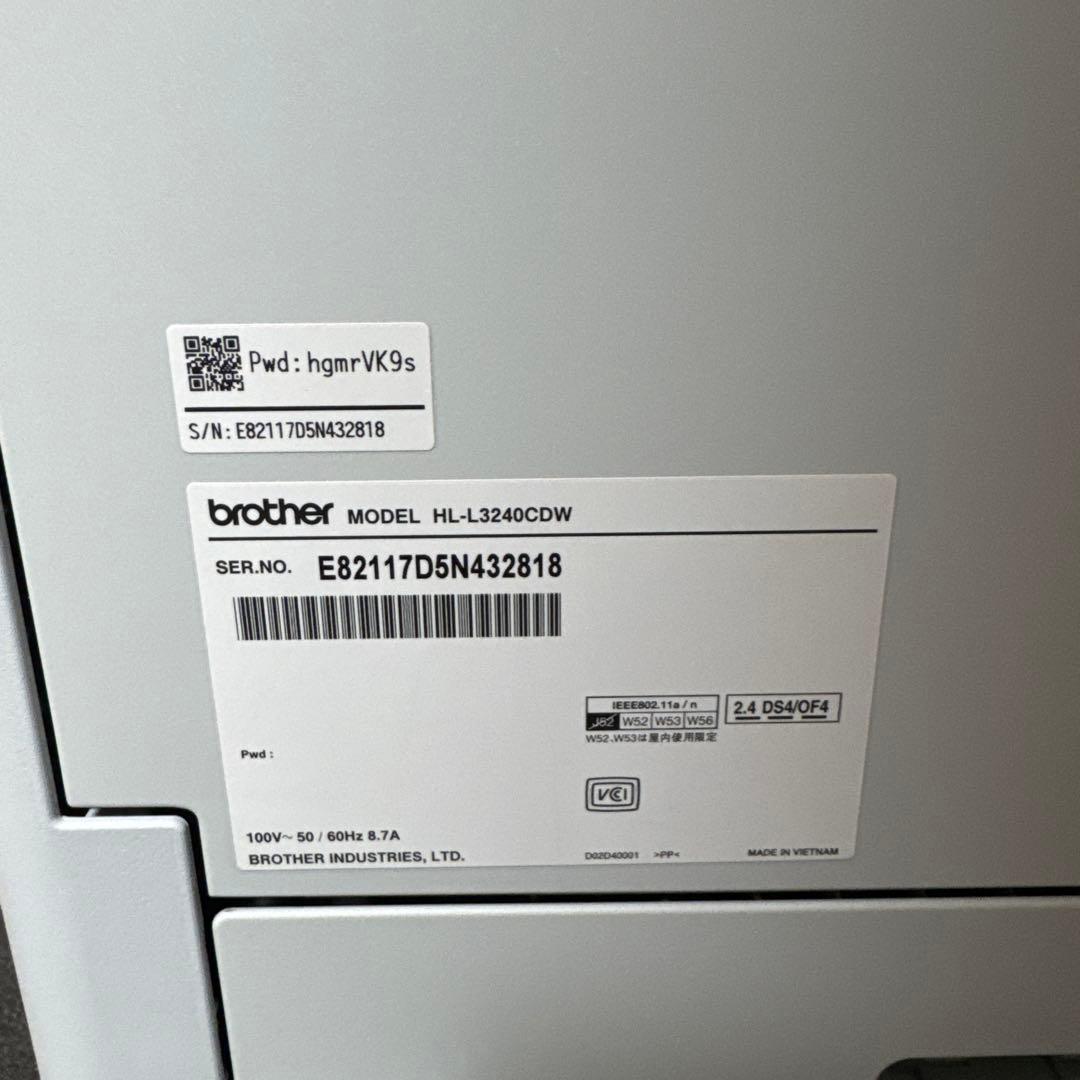 Pwd:hgmrVK9s
S/N:E82117D5N432818
brother MODEL HL-L3240CDW
SER.NO. E82117D5N432818
IEEE802.11a/n
J52 W52 W53 W56
2.4 DS4/OF4
W52、W53は屋内使用限定
Pwd :
VCI
100V~ 50 / 60Hz 8.7A
BROTHER INDUSTRIES, LTD.
D02D40001 >PP<
MADE IN VIETNAM